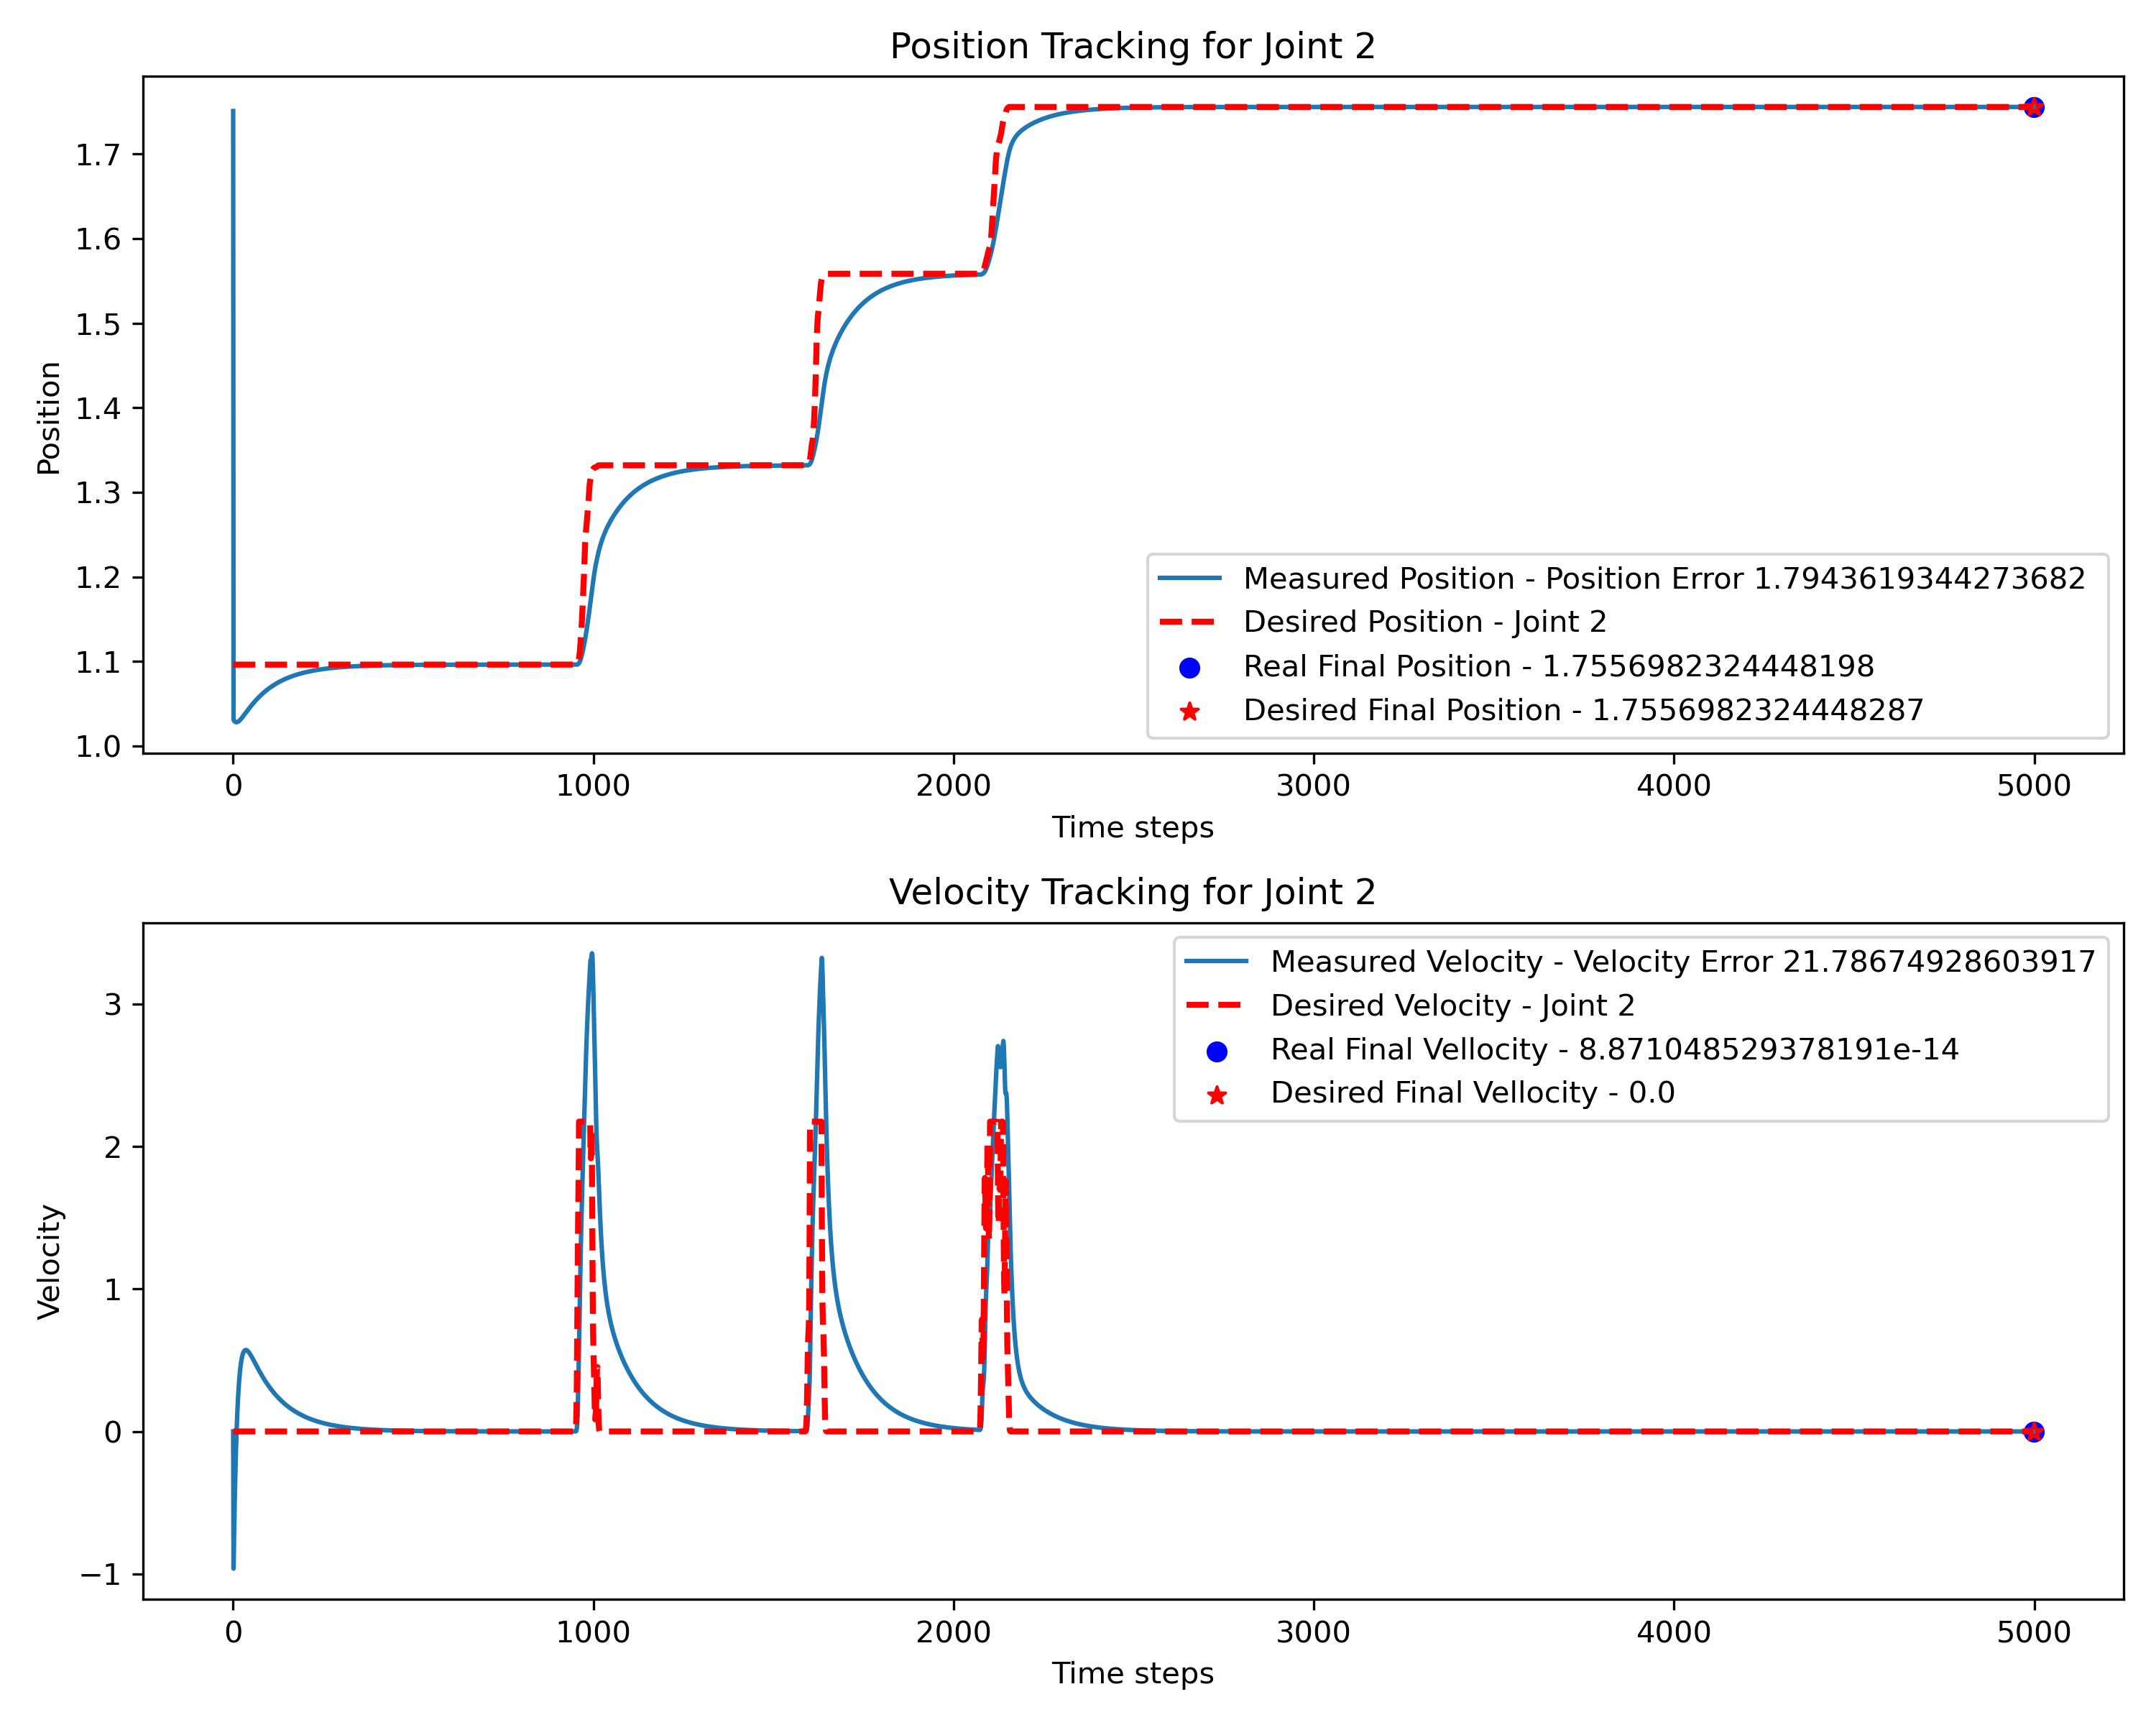 Position Tracking for Joint 2
Position
1.7
1.6
1.5
1.4
1.3
1.2
1.1
1.0
Measured Position - Position Error 1.7943619344273682
Desired Position - Joint 2
Real Final Position - 1.7556982324448198
Desired Final Position - 1.7556982324448287
0 1000 2000 3000 4000 5000
Time steps
Velocity Tracking for Joint 2
Velocity
3
2
1
0
−1
Measured Velocity - Velocity Error 21.78674928603917
Desired Velocity - Joint 2
Real Final Vellocity - 8.871048529378191e-14
Desired Final Vellocity - 0.0
0 1000 2000 3000 4000 5000
Time steps